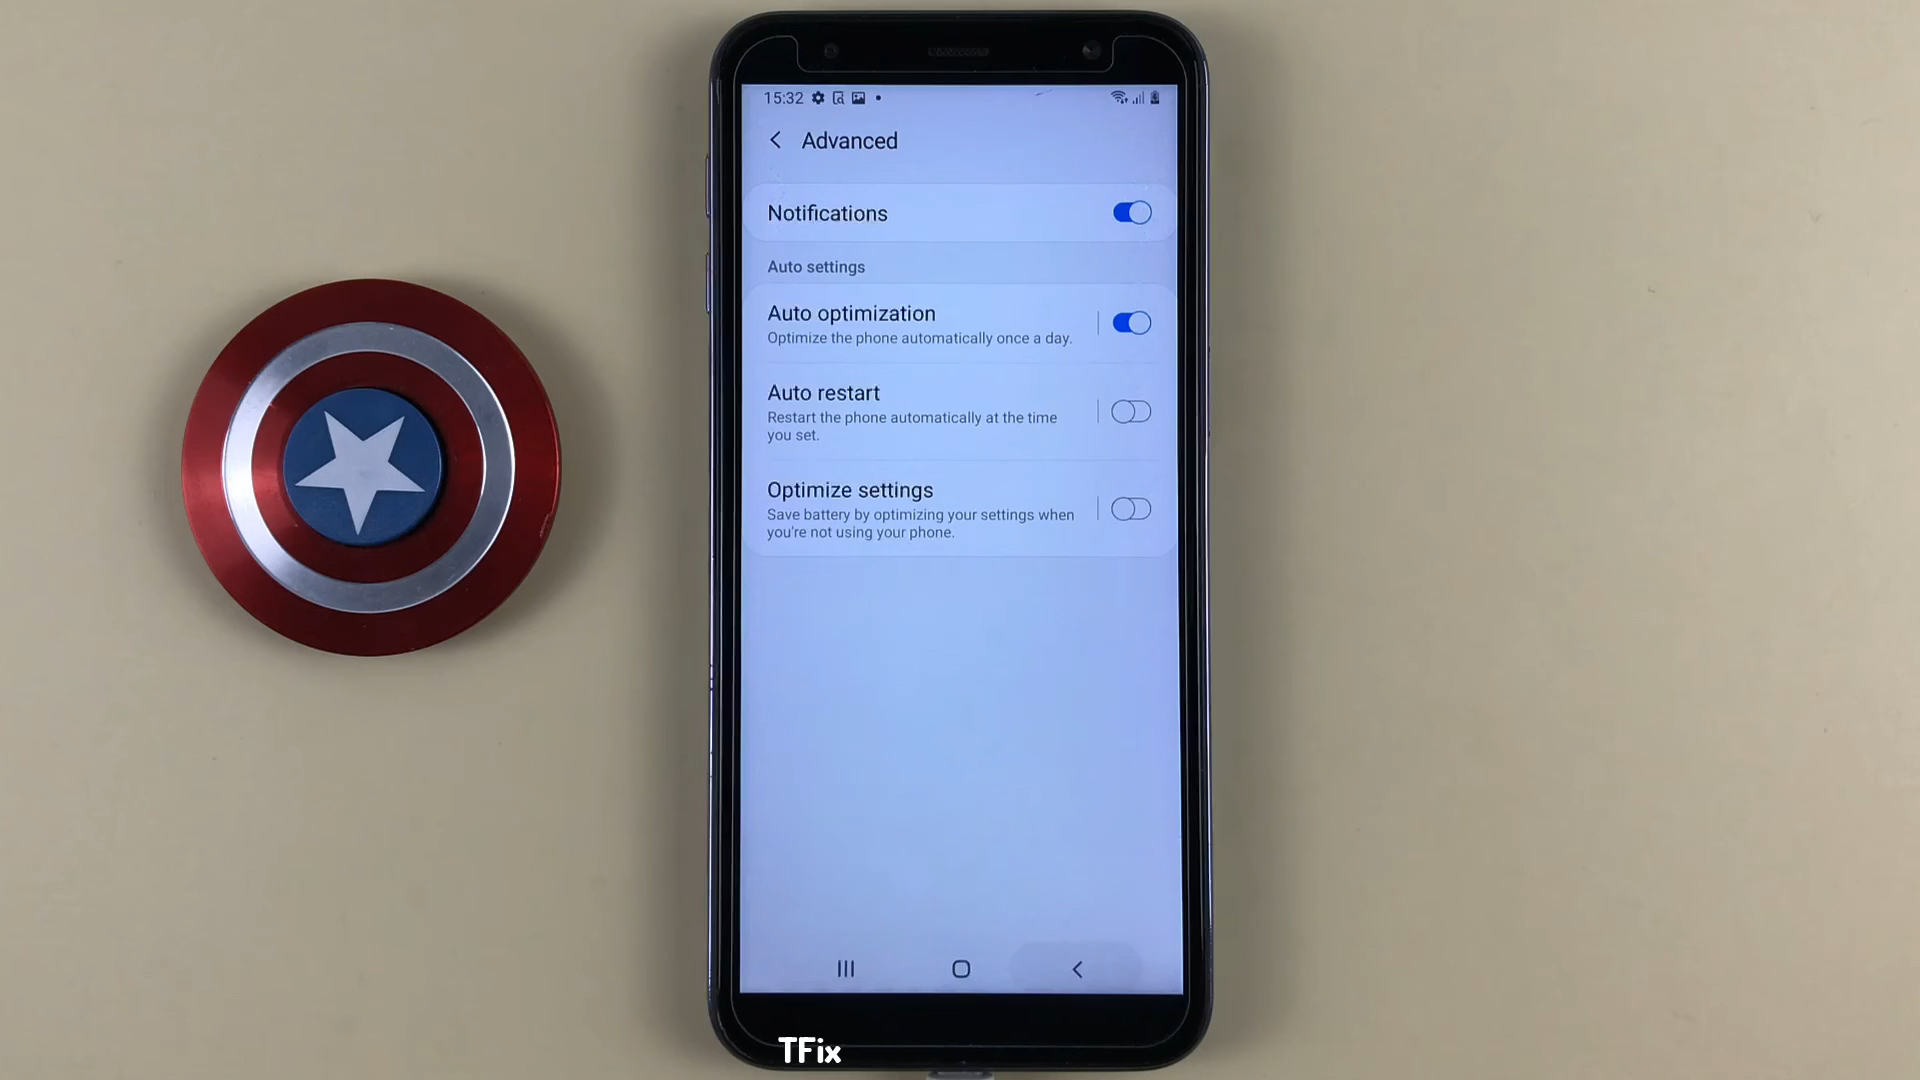 15:32
Advanced
Notifications
Auto settings
Auto optimization
Optimize the phone automatically once a day.
Auto restart
Restart the phone automatically at the time
you set.
Optimize settings
Save battery by optimizing your settings when
you're not using your phone.
TFix